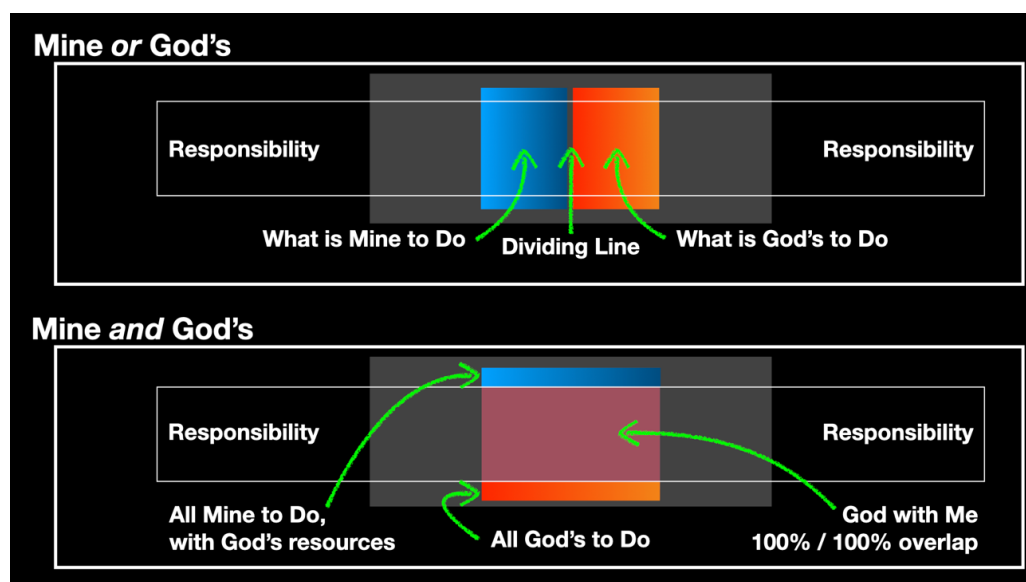 Mine or God's
Responsibility
Responsibility
What is Mine to Do
Dividing Line
What is God's to Do
Mine and God's
Responsibility
Responsibility
All Mine to Do,
with God's resources
All God's to Do
God with Me
100% / 100% overlap